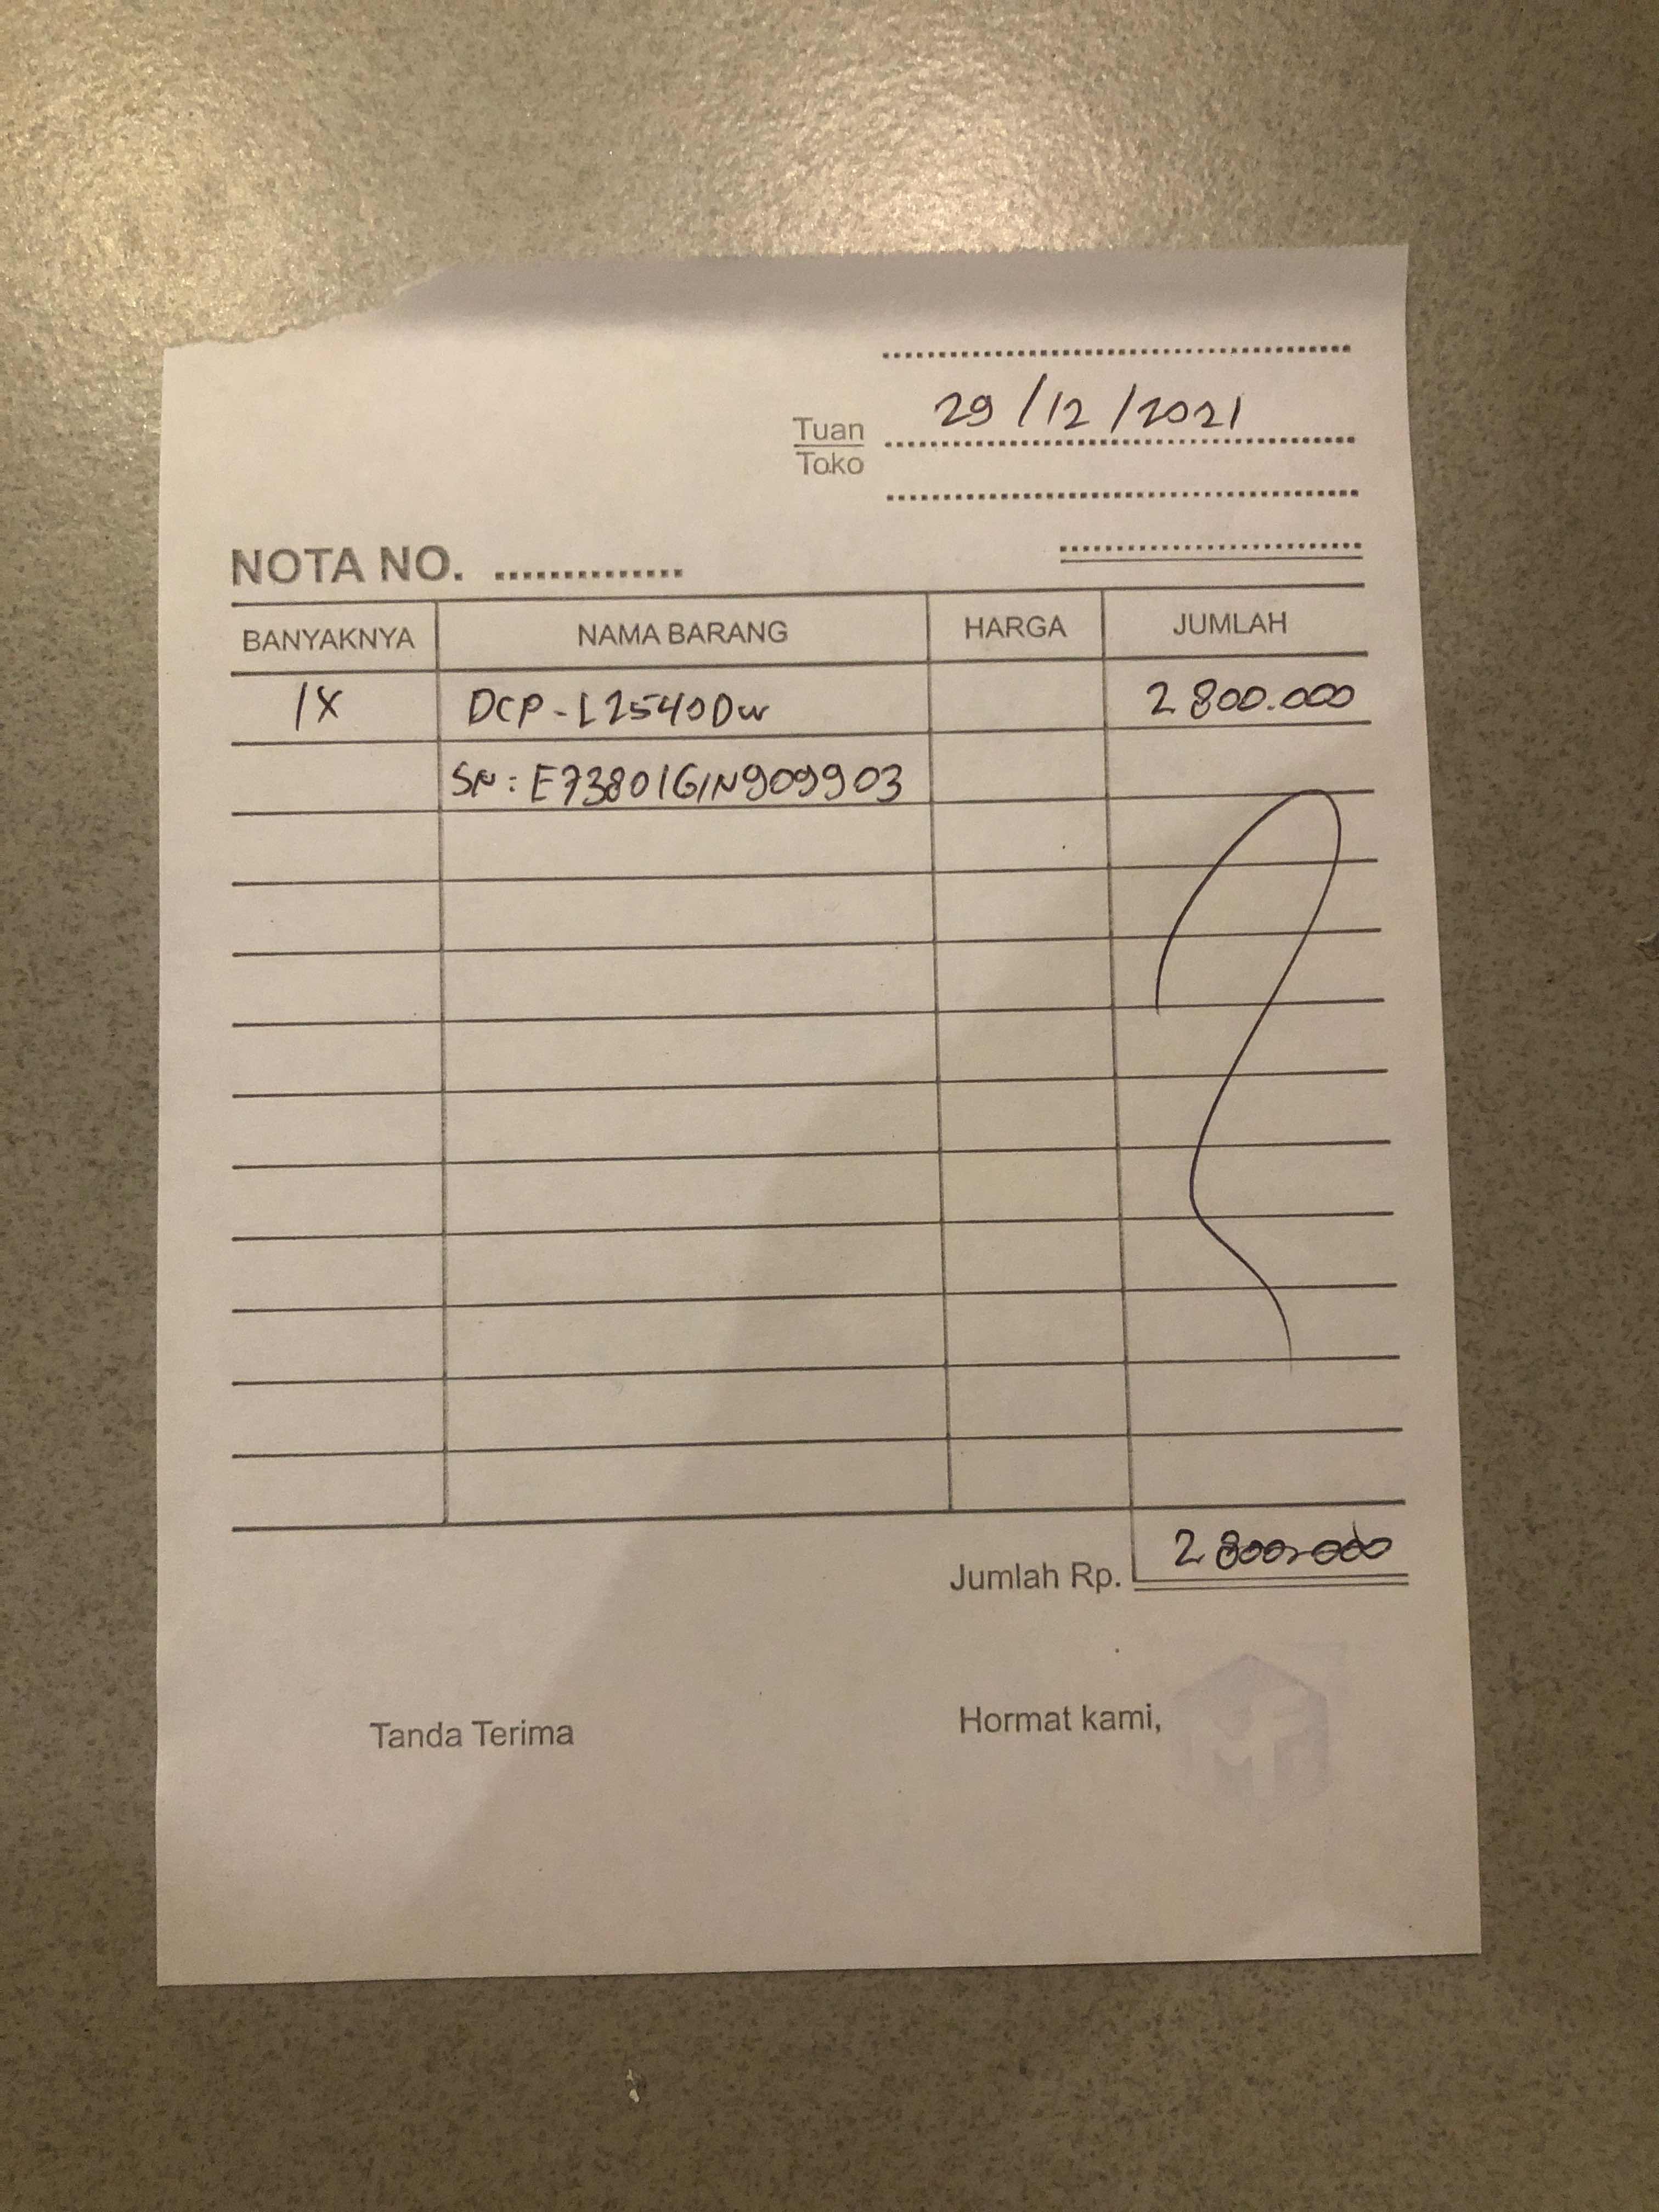 29/12/2021
Tuan
Toko
NOTA NO. ..............
BANYAKNYA NAMA BARANG HARGA JUMLAH
1X DCP-L2540Dw 2 800.000
SN: E73801G1N909903
Jumlah Rp. 2 800.000
Tanda Terima Hormat kami,